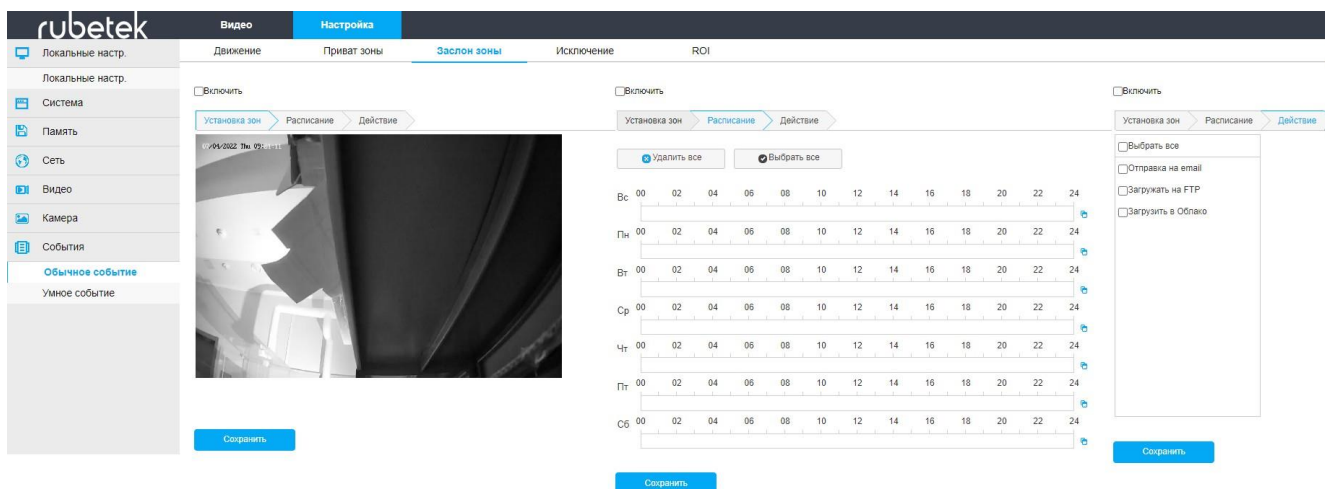 rubetek
Видео
Настройка
Локальные настр.
Локальные настр.
Система
Память
Сеть
Видео
Камера
События
Обычное событие
Умное событие
Движение
Приват зоны
Заслон зоны
Исключение
ROI
Включить
Установка зон
Расписание
Действие
Thu
Сохранить
Включить
Установка зон
Расписание
Действие
Удалить все
Выбрать все
Вс 00 02 04 06 08 10 12 14 16 18 20 22 24
Пн 00 02 04 06 08 10 12 14 16 18 20 22 24
Вт 00 02 04 06 08 10 12 14 16 18 20 22 24
Ср 00 02 04 06 08 10 12 14 16 18 20 22 24
Чт 00 02 04 06 08 10 12 14 16 18 20 22 24
Пт 00 02 04 06 08 10 12 14 16 18 20 22 24
Сб 00 02 04 06 08 10 12 14 16 18 20 22 24
Сохранить
Включить
Установка зон
Расписание
Действие
Выбрать все
Отправка на email
Загружать на FTP
Загрузить в Облако
Сохранить